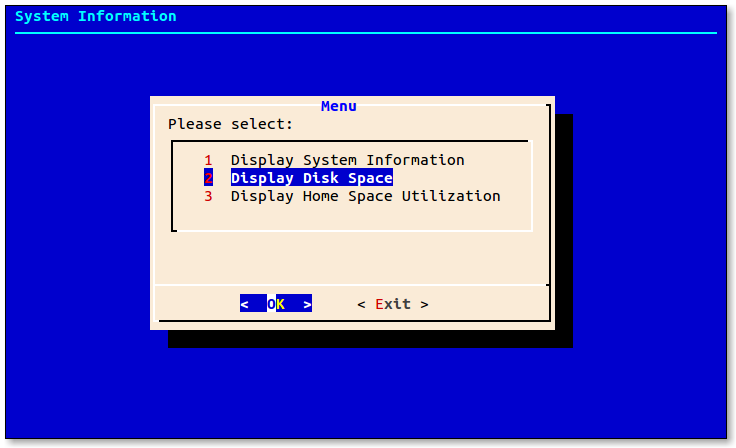 System Information
Menu
Please select:
1 Display System Information
2 Display Disk Space
3 Display Home Space Utilization
< OK > < Exit >